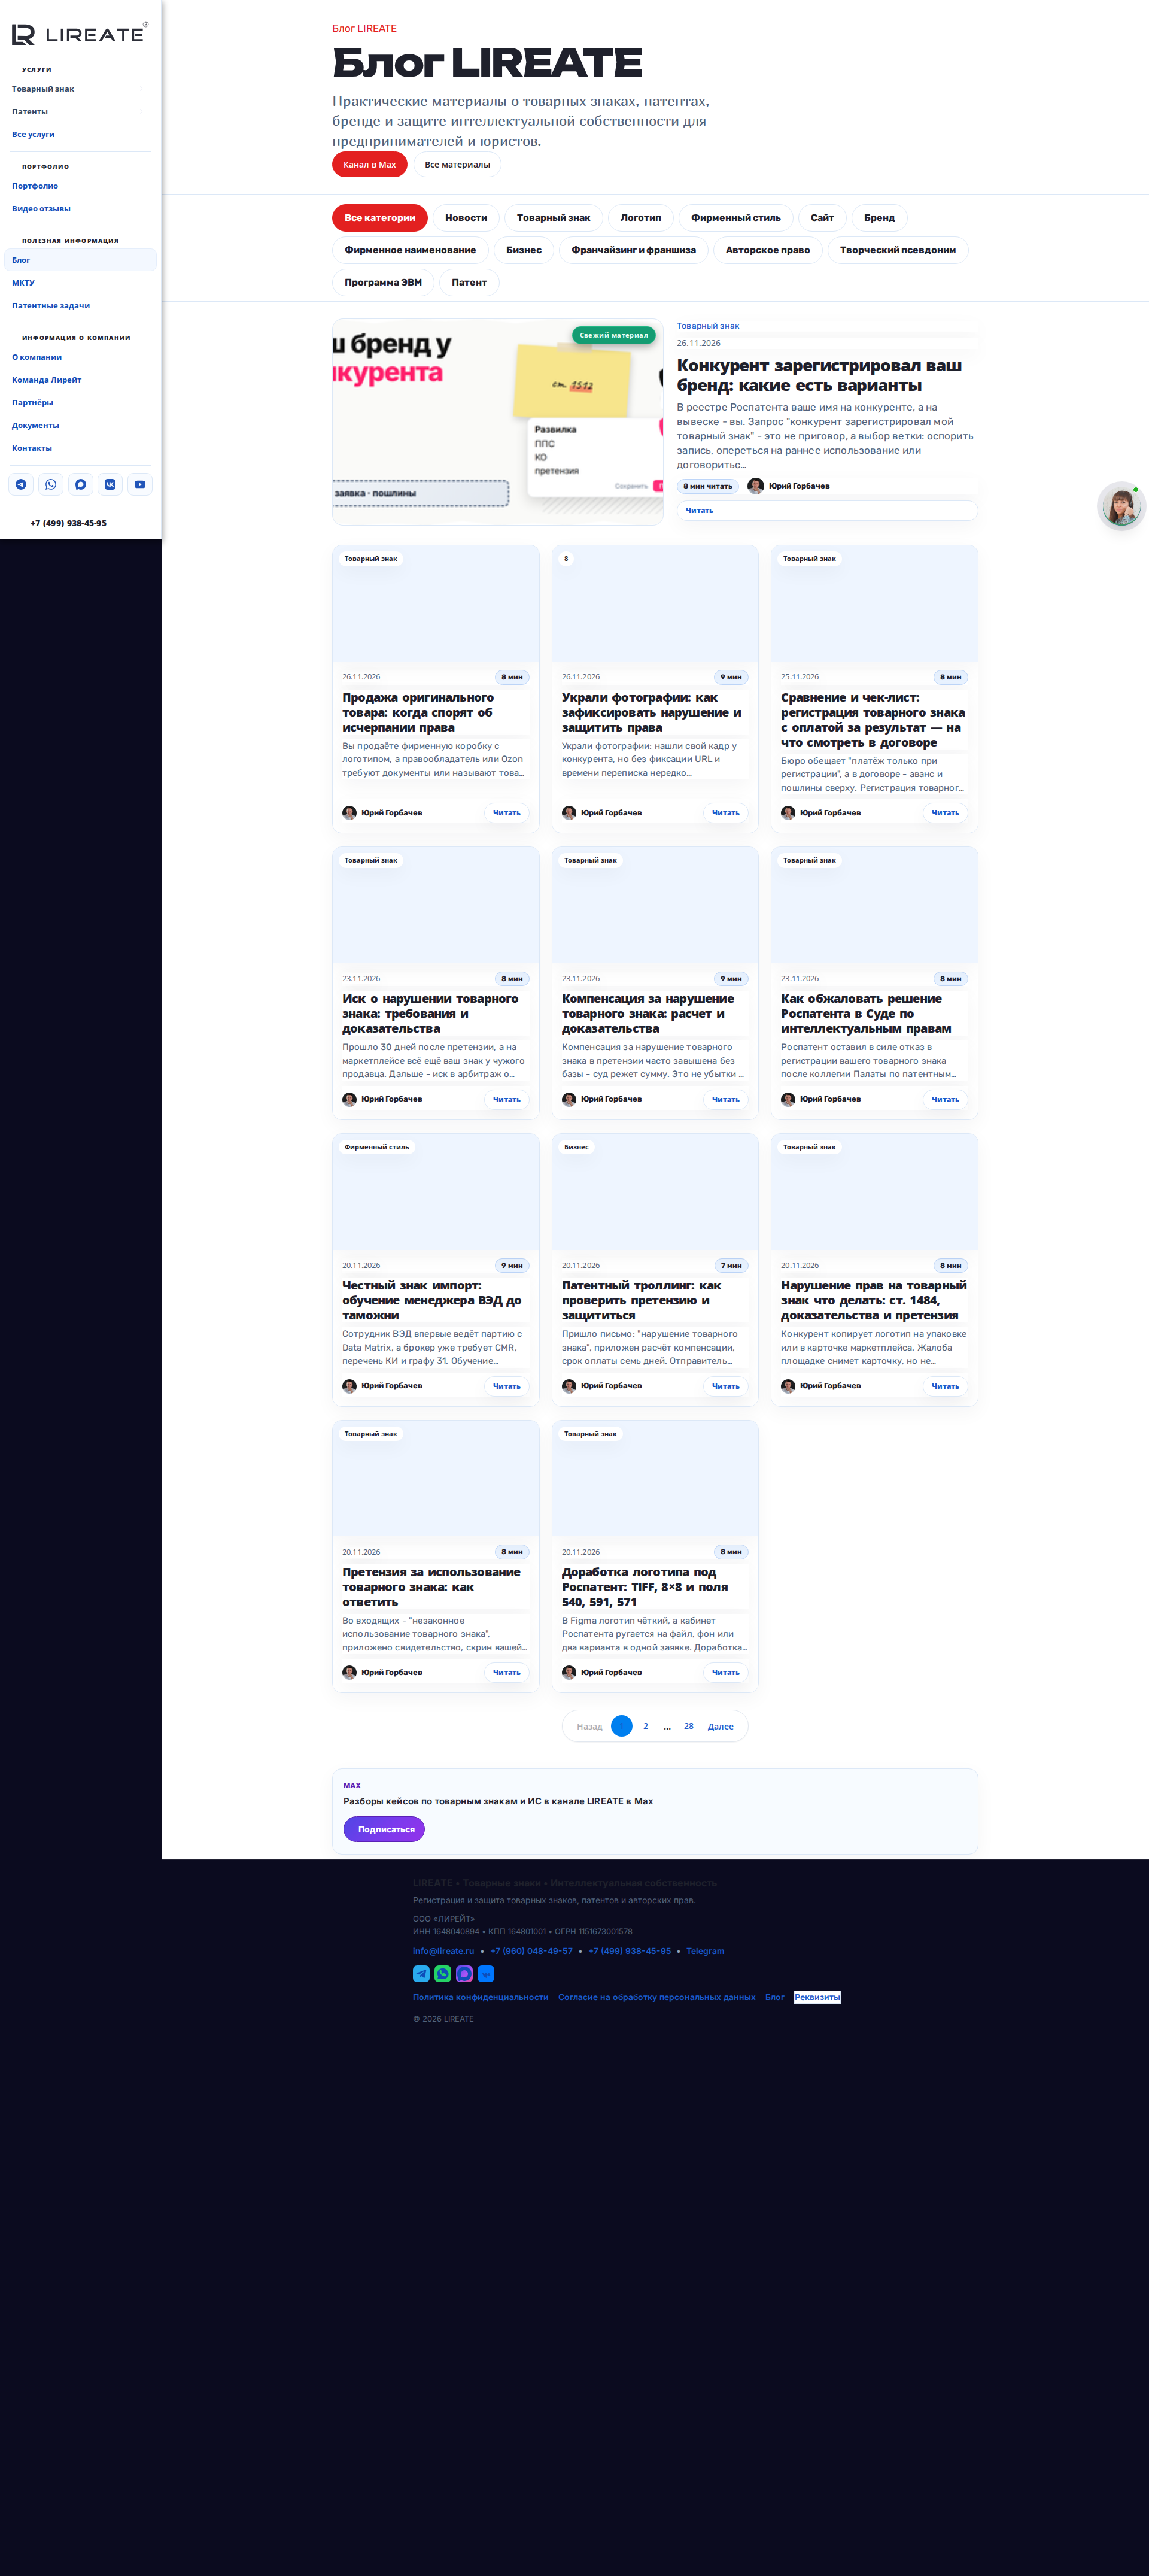 LIREATE®
УСЛУГИ
Товарный знак
Патенты
Все услуги
ПОРТФОЛИО
Портфолио
Видео отзывы
ПОЛЕЗНАЯ ИНФОРМАЦИЯ
Блог
МКТУ
Патентные задачи
ИНФОРМАЦИЯ О КОМПАНИИ
О компании
Команда Лирейт
Партнёры
Документы
Контакты
+7 (499) 938-45-95
Блог LIREATE
Блог LIREATE
Практические материалы о товарных знаках, патентах,
бренде и защите интеллектуальной собственности для
предпринимателей и юристов.
Канал в Max Все материалы
Все категории Новости Товарный знак Логотип Фирменный стиль Сайт Бренд
Фирменное наименование Бизнес Франчайзинг и франшиза Авторское право Творческий псевдоним
Программа ЭВМ Патент
ш бренд у
нкурента
Свежий материал
ст. 1512
Развилка
ППС
КО
претензия
Сохранить
заявка · пошлины
Товарный знак
26.11.2026
Конкурент зарегистрировал ваш
бренд: какие есть варианты
В реестре Роспатента ваше имя на конкуренте, а на
вывеске - вы. Запрос "конкурент зарегистрировал мой
товарный знак" - это не приговор, а выбор ветки: оспорить
запись, опереться на раннее использование или
договоритьс…
8 мин читать Юрий Горбачев
Читать
Товарный знак
26.11.2026 8 мин
Продажа оригинального
товара: когда спорят об
исчерпании права
Вы продаёте фирменную коробку с
логотипом, а правообладатель или Ozon
требуют документы или называют това…
Юрий Горбачев Читать
8
26.11.2026 9 мин
Украли фотографии: как
зафиксировать нарушение и
защитить права
Украли фотографии: нашли свой кадр у
конкурента, но без фиксации URL и
времени переписка нередко…
Юрий Горбачев Читать
Товарный знак
25.11.2026 8 мин
Сравнение и чек-лист:
регистрация товарного знака
с оплатой за результат — на
что смотреть в договоре
Бюро обещает "платёж только при
регистрации", а в договоре - аванс и
пошлины сверху. Регистрация товарног…
Юрий Горбачев Читать
Товарный знак
23.11.2026 8 мин
Иск о нарушении товарного
знака: требования и
доказательства
Прошло 30 дней после претензии, а на
маркетплейсе всё ещё ваш знак у чужого
продавца. Дальше - иск в арбитраж о…
Юрий Горбачев Читать
Товарный знак
23.11.2026 9 мин
Компенсация за нарушение
товарного знака: расчет и
доказательства
Компенсация за нарушение товарного
знака в претензии часто завышена без
базы - суд режет сумму. Это не убытки …
Юрий Горбачев Читать
Товарный знак
23.11.2026 8 мин
Как обжаловать решение
Роспатента в Суде по
интеллектуальным правам
Роспатент оставил в силе отказ в
регистрации вашего товарного знака
после коллегии Палаты по патентным…
Юрий Горбачев Читать
Фирменный стиль
20.11.2026 9 мин
Честный знак импорт:
обучение менеджера ВЭД до
таможни
Сотрудник ВЭД впервые ведёт партию с
Data Matrix, а брокер уже требует CMR,
перечень КИ и графу 31. Обучение…
Юрий Горбачев Читать
Бизнес
20.11.2026 7 мин
Патентный троллинг: как
проверить претензию и
защититься
Пришло письмо: "нарушение товарного
знака", приложен расчёт компенсации,
срок оплаты семь дней. Отправитель…
Юрий Горбачев Читать
Товарный знак
20.11.2026 8 мин
Нарушение прав на товарный
знак что делать: ст. 1484,
доказательства и претензия
Конкурент копирует логотип на упаковке
или в карточке маркетплейса. Жалоба
площадке снимет карточку, но не…
Юрий Горбачев Читать
Товарный знак
20.11.2026 8 мин
Претензия за использование
товарного знака: как
ответить
Во входящих - "незаконное
использование товарного знака",
приложено свидетельство, скрин вашей…
Юрий Горбачев Читать
Товарный знак
20.11.2026 8 мин
Доработка логотипа под
Роспатент: TIFF, 8×8 и поля
540, 591, 571
В Figma логотип чёткий, а кабинет
Роспатента ругается на файл, фон или
два варианта в одной заявке. Доработка…
Юрий Горбачев Читать
Назад 1 2 … 28 Далее
MAX
Разборы кейсов по товарным знакам и ИС в канале LIREATE в Max
Подписаться
LIREATE • Товарные знаки • Интеллектуальная собственность
Регистрация и защита товарных знаков, патентов и авторских прав.
ООО «ЛИРЕЙТ»
ИНН 1648040894 • КПП 164801001 • ОГРН 1151673001578
info@lireate.ru • +7 (960) 048-49-57 • +7 (499) 938-45-95 • Telegram
Политика конфиденциальности Согласие на обработку персональных данных Блог Реквизиты
© 2026 LIREATE